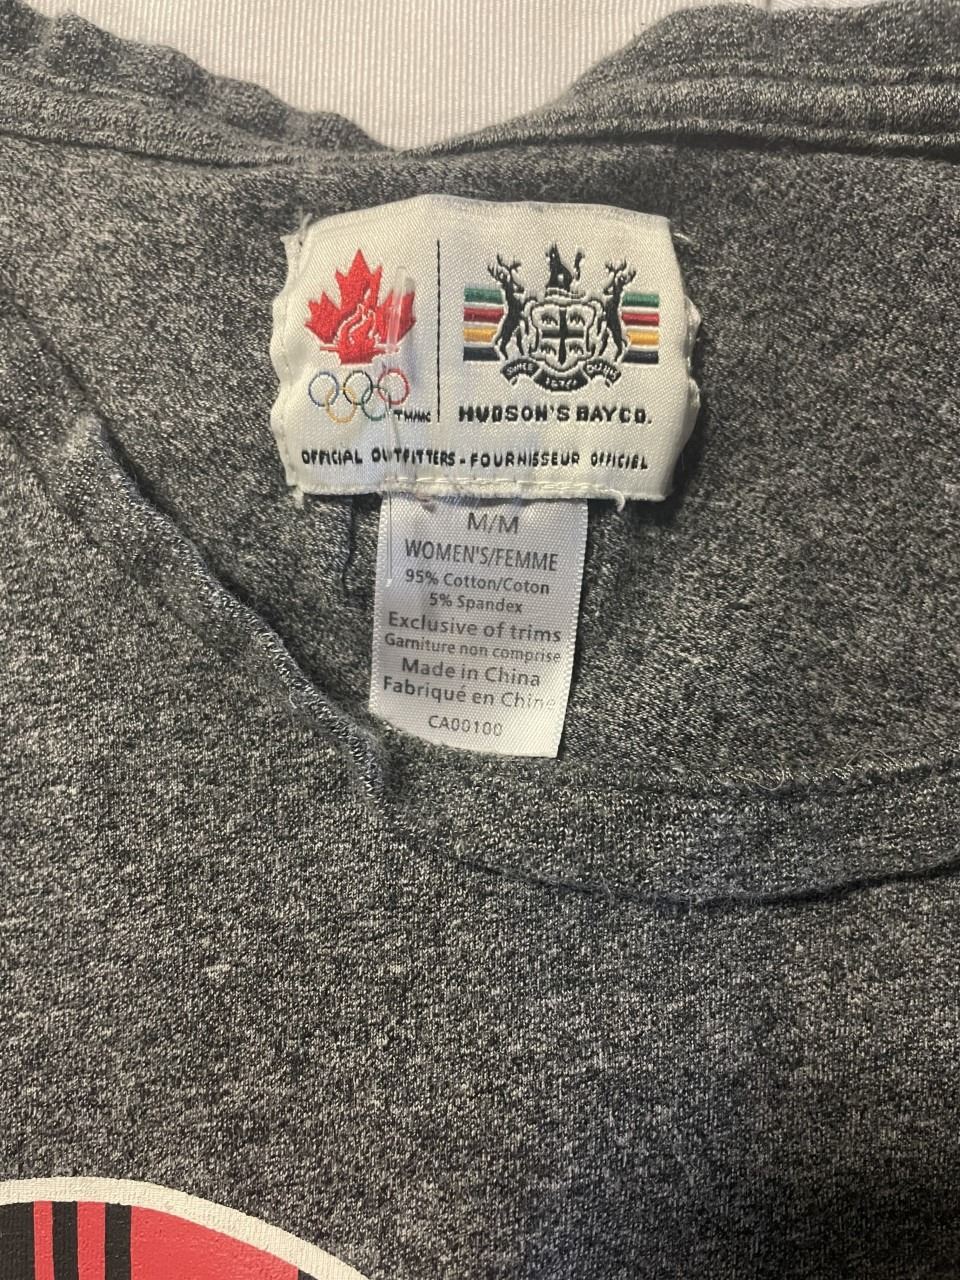 TM/MC
HUDSON'S BAY CO.
OFFICIAL OUTFITTERS - FOURNISSEUR OFFICIEL
M/M
WOMEN'S/FEMME
95% Cotton/Coton
5% Spandex
Exclusive of trims
Garniture non comprise
Made in China
Fabriqué en Chine
CA00100